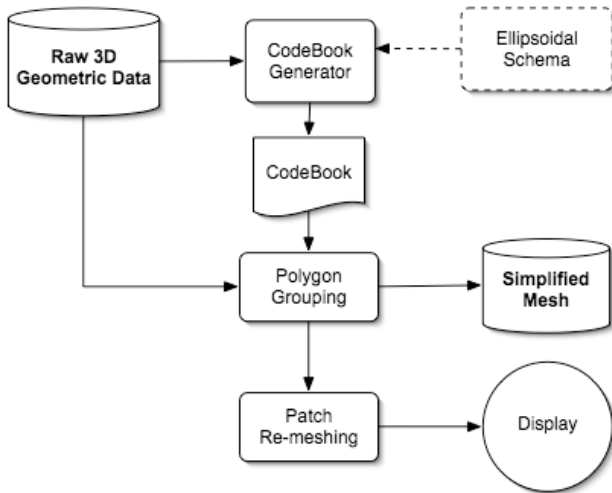 Raw 3D
Geometric Data
CodeBook
Generator
Ellipsoidal
Schema
CodeBook
Polygon
Grouping
Simplified
Mesh
Patch
Re-meshing
Display